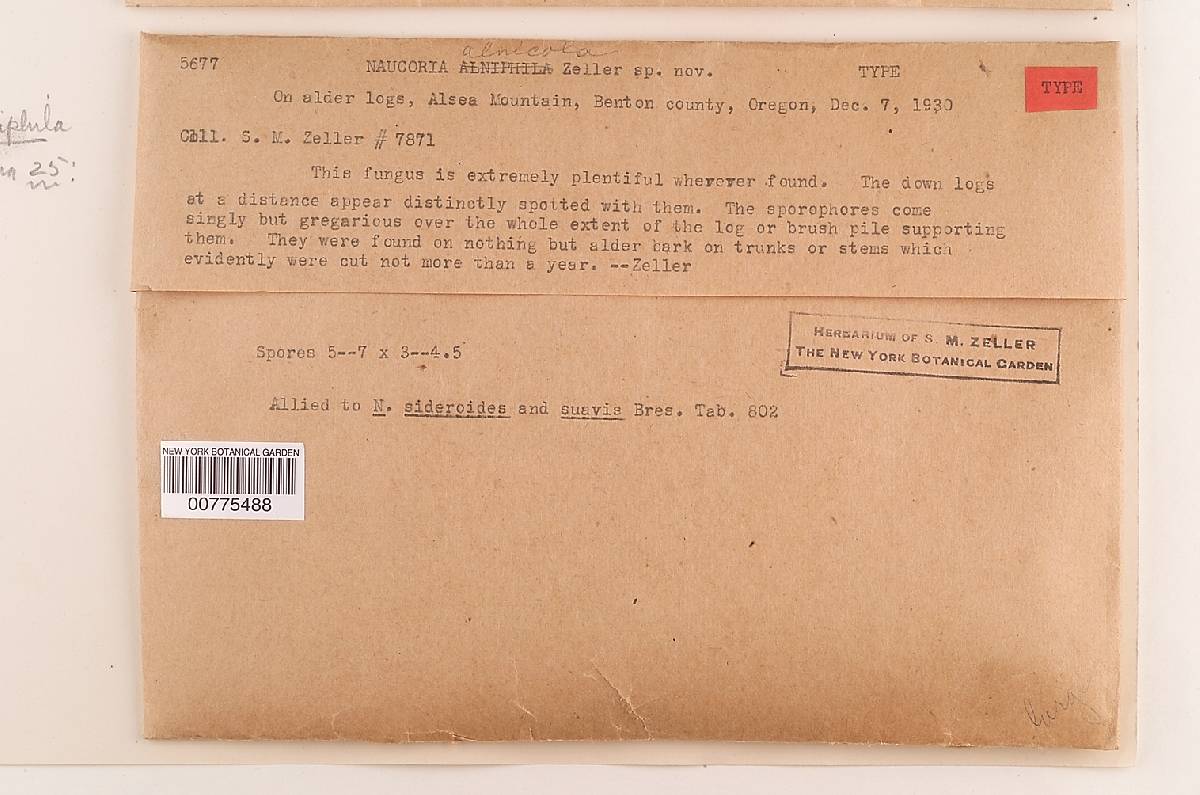 alnicola
5677 NAUCORIA ALNIPHILA Zeller sp. nov. TYPE
TYPE
On alder logs, Alsea Mountain, Benton county, Oregon, Dec. 7, 1930
Coll. S. M. Zeller # 7871
This fungus is extremely plentiful wherever found. The down logs
at a distance appear distinctly spotted with them. The sporophores come
singly but gregarious over the whole extent of the log or brush pile supporting
them. They were found on nothing but alder bark on trunks or stems which
evidently were cut not more than a year. --Zeller
HERBARIUM OF S. M. ZELLER
THE NEW YORK BOTANICAL GARDEN
Spores 5--7 x 3--4.5
Allied to N. sideroides and suavis Bres. Tab. 802
NEW YORK BOTANICAL GARDEN
00775488
iphila
25: